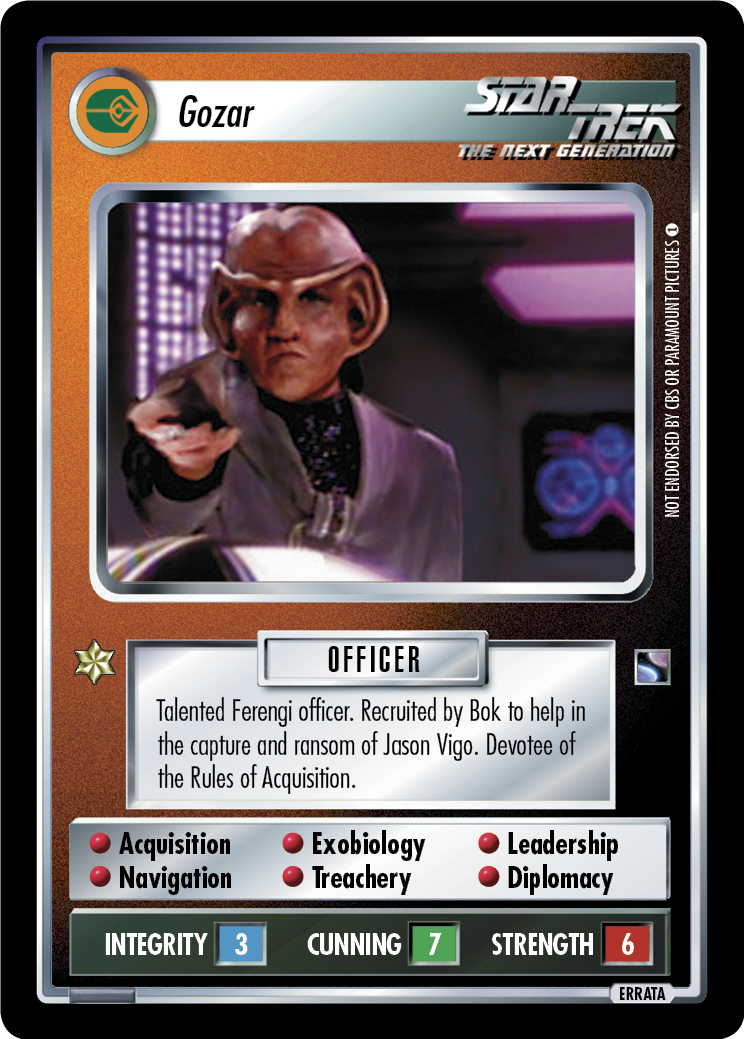 Gozar
STAR TREK
THE NEXT GENERATION
NOT ENDORSED BY CBS OR PARAMOUNT PICTURES 1
OFFICER
Talented Ferengi officer. Recruited by Bok to help in
the capture and ransom of Jason Vigo. Devotee of
the Rules of Acquisition.
Acquisition Exobiology Leadership
Navigation Treachery Diplomacy
INTEGRITY 3 CUNNING 7 STRENGTH 6
ERRATA